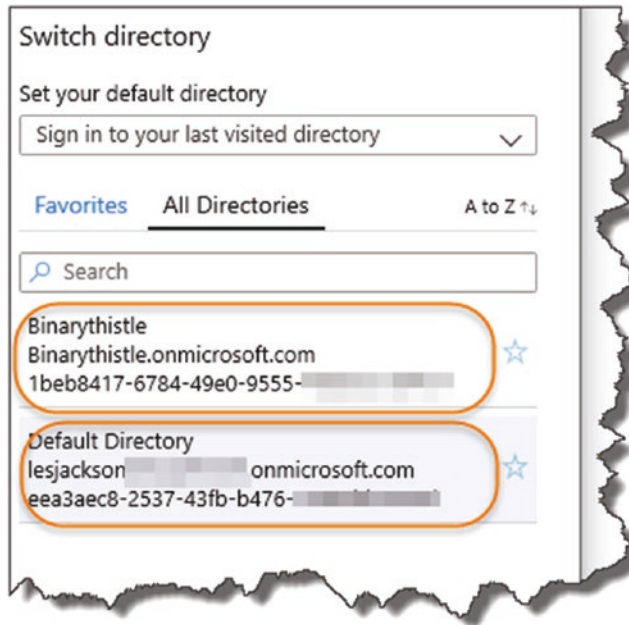 Switch directory
Set your default directory
Sign in to your last visited directory
Favorites All Directories A to Z ↑↓
Search
Binarythistle
Binarythistle.onmicrosoft.com
1beb8417-6784-49e0-9555-
Default Directory
lesjackson onmicrosoft.com
eea3aec8-2537-43fb-b476-